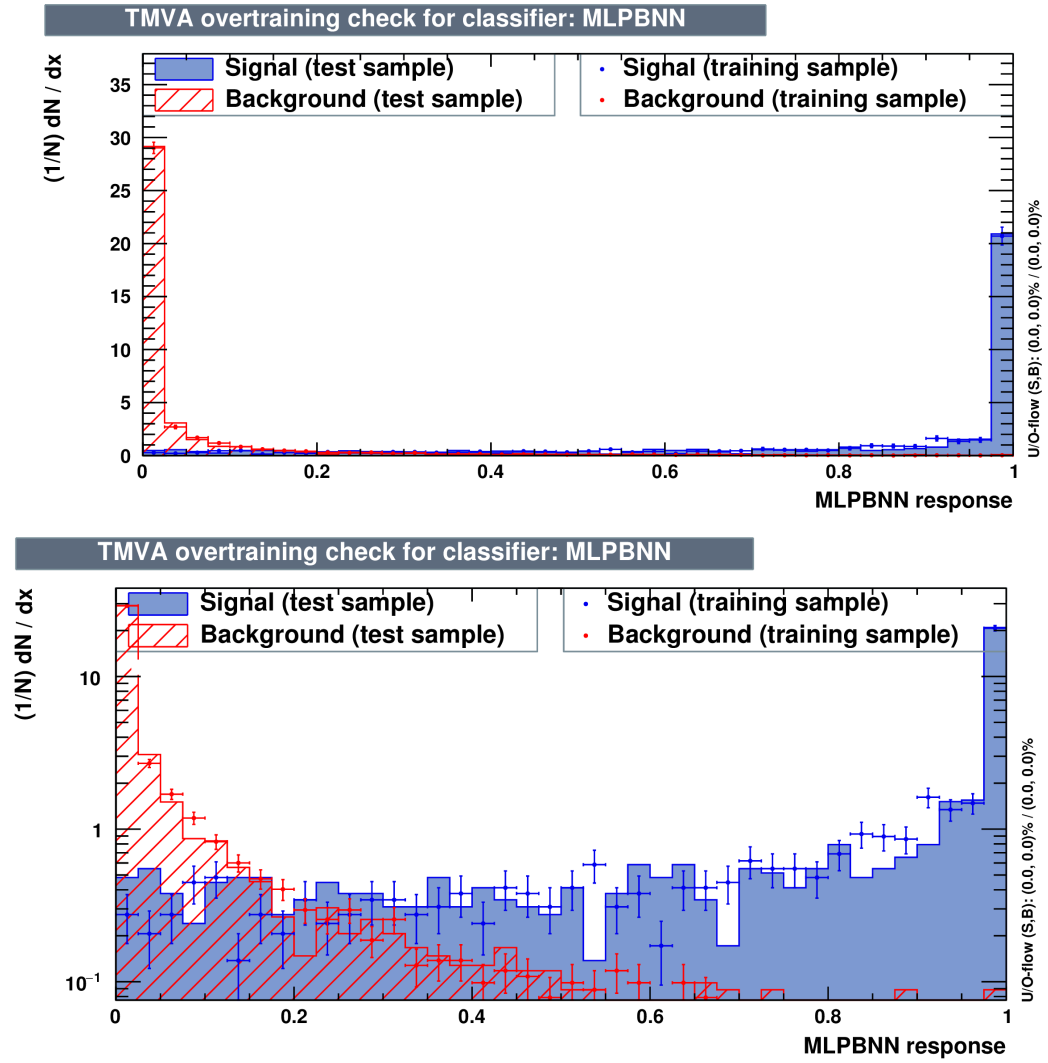 TMVA overtraining check for classifier: MLPBNN
Signal (test sample)
Background (test sample)
Signal (training sample)
Background (training sample)
(1/N) dN / dx
35
30
25
20
15
10
5
0
0 0.2 0.4 0.6 0.8 1
MLPBNN response
U/O-flow (S,B): (0.0, 0.0)% / (0.0, 0.0)%
TMVA overtraining check for classifier: MLPBNN
Signal (test sample)
Background (test sample)
Signal (training sample)
Background (training sample)
(1/N) dN / dx
10
1
10⁻¹
0 0.2 0.4 0.6 0.8 1
MLPBNN response
U/O-flow (S,B): (0.0, 0.0)% / (0.0, 0.0)%